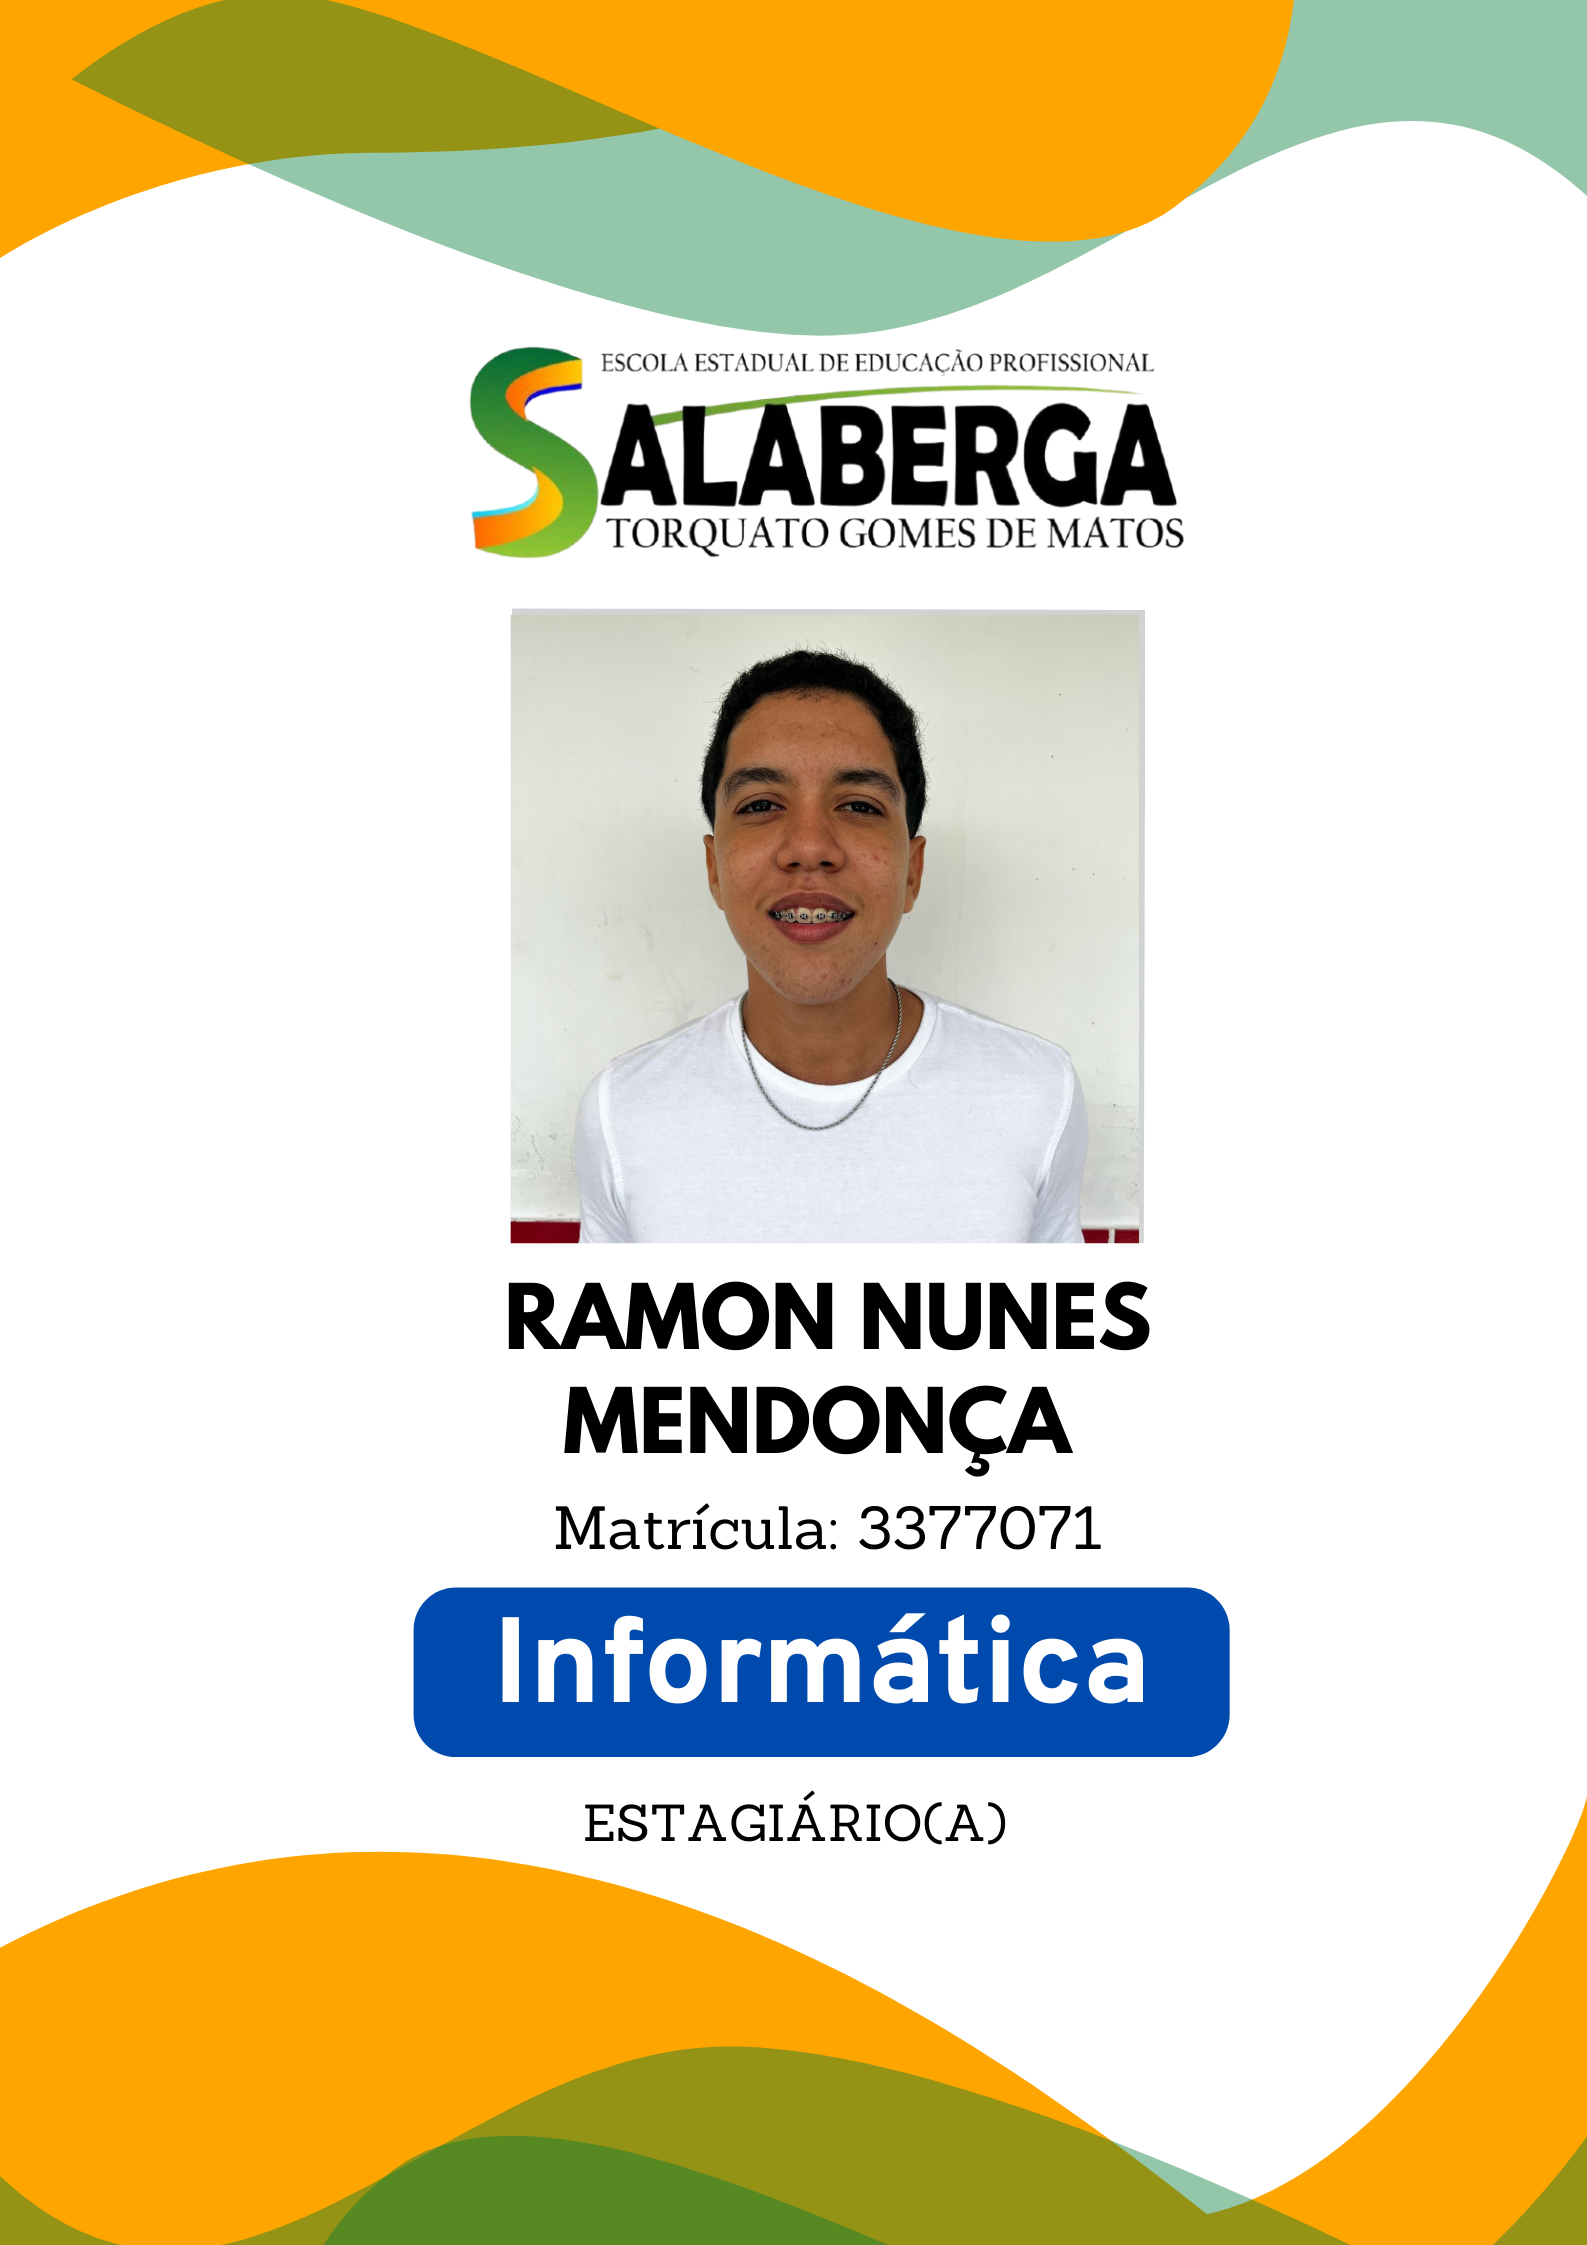 ESCOLA ESTADUAL DE EDUCAÇÃO PROFISSIONAL
SALABERGA
TORQUATO GOMES DE MATOS
RAMON NUNES
MENDONÇA
Matrícula: 3377071
Informática
ESTAGIÁRIO(A)